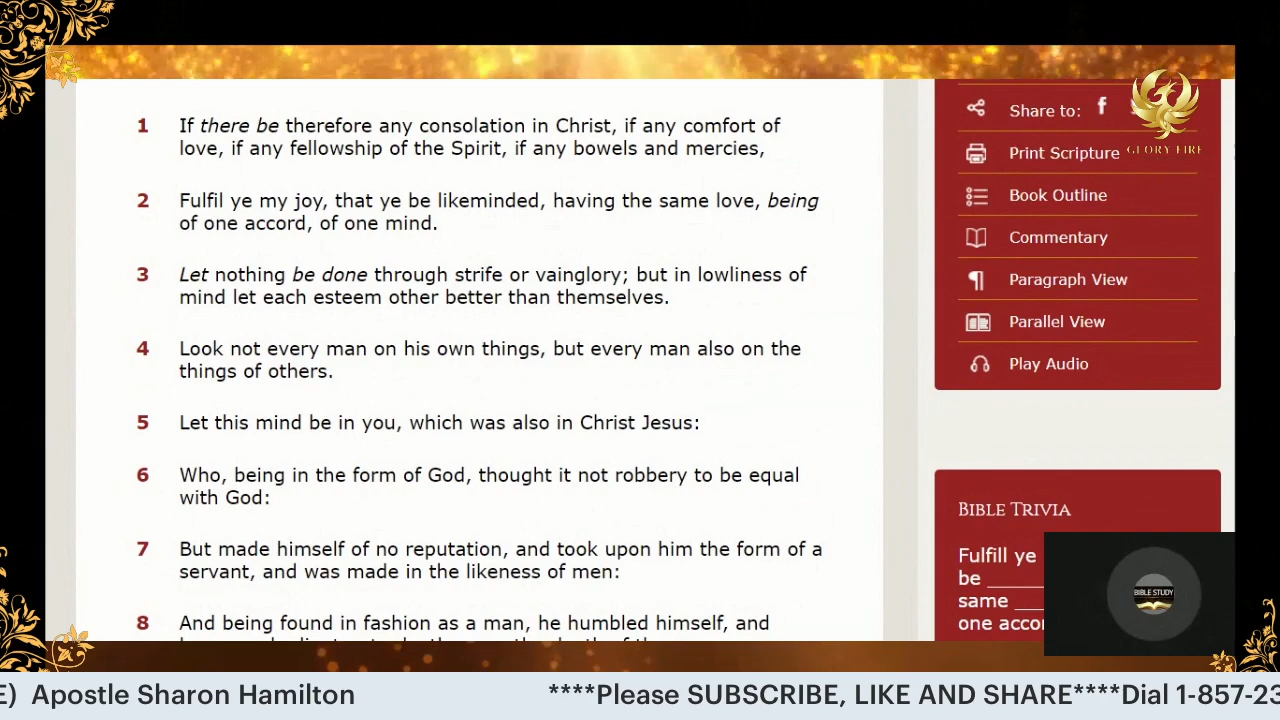 1 If there be therefore any consolation in Christ, if any comfort of
love, if any fellowship of the Spirit, if any bowels and mercies,
2 Fulfil ye my joy, that ye be likeminded, having the same love, being
of one accord, of one mind.
3 Let nothing be done through strife or vainglory; but in lowliness of
mind let each esteem other better than themselves.
4 Look not every man on his own things, but every man also on the
things of others.
5 Let this mind be in you, which was also in Christ Jesus:
6 Who, being in the form of God, thought it not robbery to be equal
with God:
7 But made himself of no reputation, and took upon him the form of a
servant, and was made in the likeness of men:
8 And being found in fashion as a man, he humbled himself, and
Share to:
GLORY FIRE
Print Scripture
Book Outline
Commentary
Paragraph View
Parallel View
Play Audio
BIBLE TRIVIA
Fulfill ye
be ______
same ___
one accor
BIBLE STUDY
E) Apostle Sharon Hamilton ****Please SUBSCRIBE, LIKE AND SHARE****Dial 1-857-23